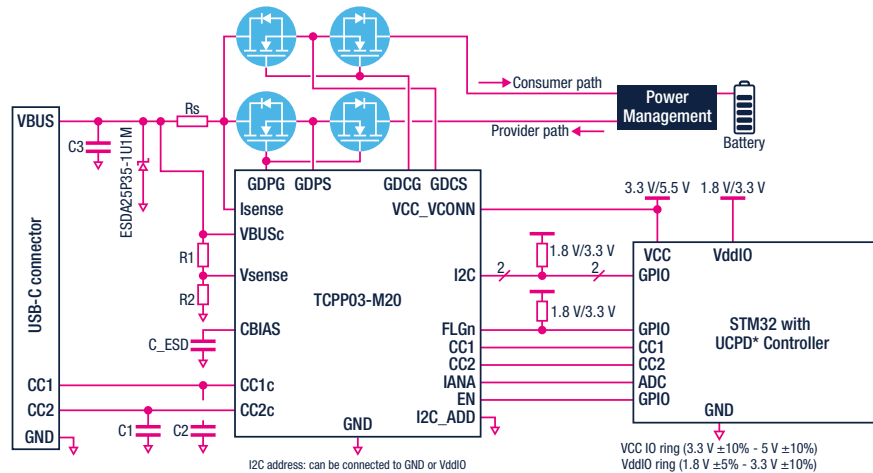 Consumer path
Power
Management
Battery
Provider path
Rs
VBUS
C3
ESDA25P35-1U1M
USB-C connector
CC1
CC2
GND
C1
C2
R1
R2
C_ESD
GDPG
GDPS
GDCG
GDCS
Isense
VBUSc
Vsense
CBIAS
CC1c
CC2c
TCPP03-M20
GND
VCC_VCONN
I2C
FLGn
CC1
CC2
IANA
EN
I2C_ADD
2
2
1.8 V/3.3 V
1.8 V/3.3 V
3.3 V/5.5 V
1.8 V/3.3 V
VCC
VddIO
GPIO
GPIO
CC1
CC2
ADC
GPIO
STM32 with
UCPD* Controller
GND
VCC IO ring (3.3 V ±10% - 5 V ±10%)
VddIO ring (1.8 V ±5% - 3.3 V ±10%)
I2C address: can be connected to GND or VddIO